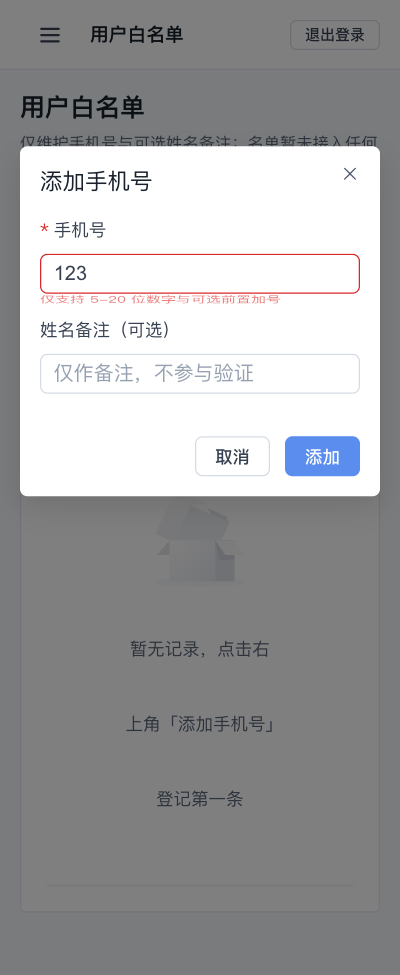 用户白名单
退出登录
用户白名单
仅维护手机号与可选姓名备注；名单暂未接入任何
添加手机号
* 手机号
123
仅支持 5-20 位数字与可选前置加号
姓名备注（可选）
仅作备注，不参与验证
取消
添加
暂无记录，点击右
上角「添加手机号」
登记第一条